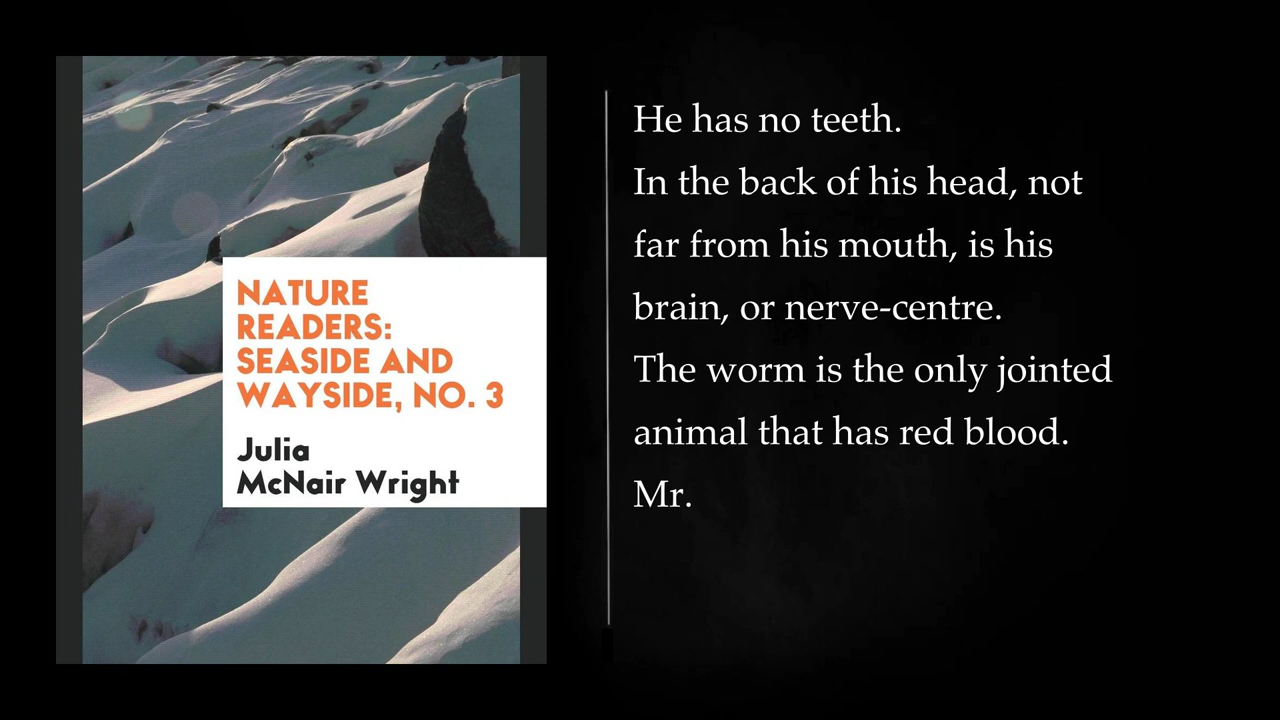 NATURE
READERS:
SEASIDE AND
WAYSIDE, NO. 3
Julia
McNair Wright
He has no teeth.
In the back of his head, not
far from his mouth, is his
brain, or nerve-centre.
The worm is the only jointed
animal that has red blood.
Mr.